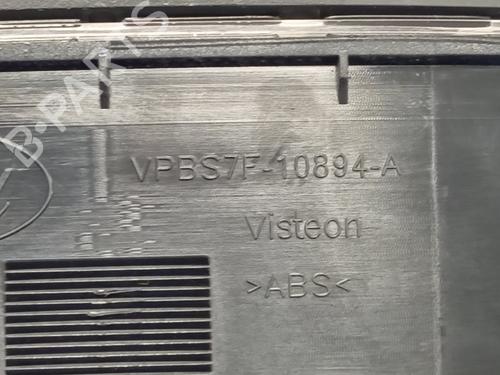 B-PARTS
VPBS7F-10894-A
Visteon
>ABS<